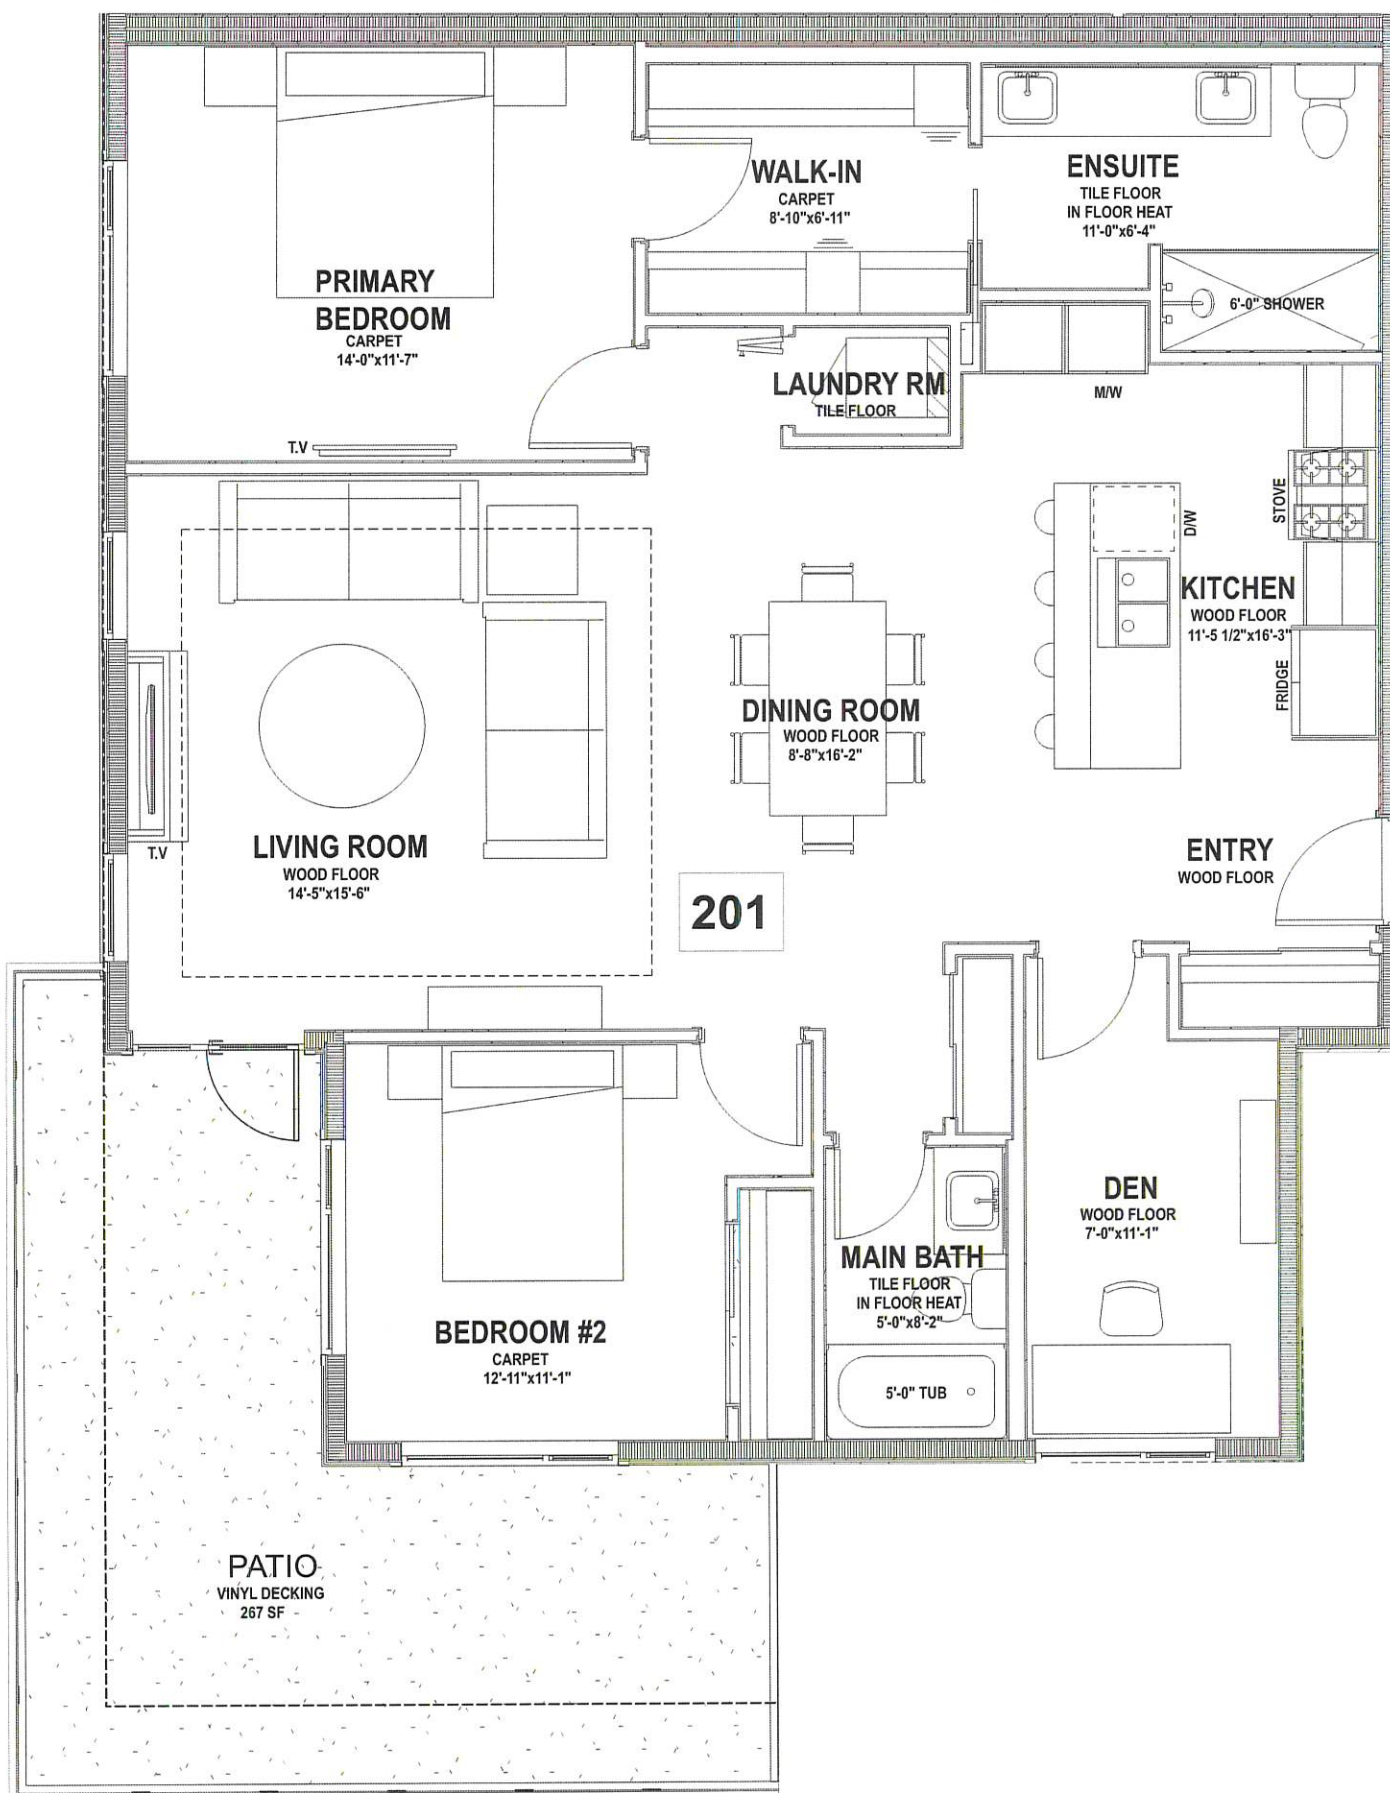 WALK-IN
CARPET
8'-10"x6'-11"
ENSUITE
TILE FLOOR
IN FLOOR HEAT
11'-0"x6'-4"
PRIMARY
BEDROOM
CARPET
14'-0"x11'-7"
6'-0" SHOWER
LAUNDRY RM
TILE FLOOR
M/W
T.V
STOVE
D/W
KITCHEN
WOOD FLOOR
11'-5 1/2"x16'-3"
FRIDGE
DINING ROOM
WOOD FLOOR
8'-8"x16'-2"
LIVING ROOM
WOOD FLOOR
14'-5"x15'-6"
T.V
ENTRY
WOOD FLOOR
201
DEN
WOOD FLOOR
7'-0"x11'-1"
MAIN BATH
TILE FLOOR
IN FLOOR HEAT
5'-0"x8'-2"
BEDROOM #2
CARPET
12'-11"x11'-1"
5'-0" TUB
PATIO
VINYL DECKING
267 SF